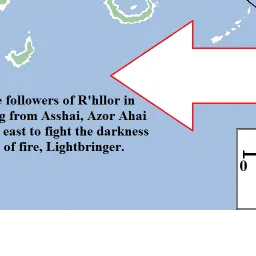 e followers of R'hllor in
g from Asshai, Azor Ahai
east to fight the darkness
of fire, Lightbringer.
0